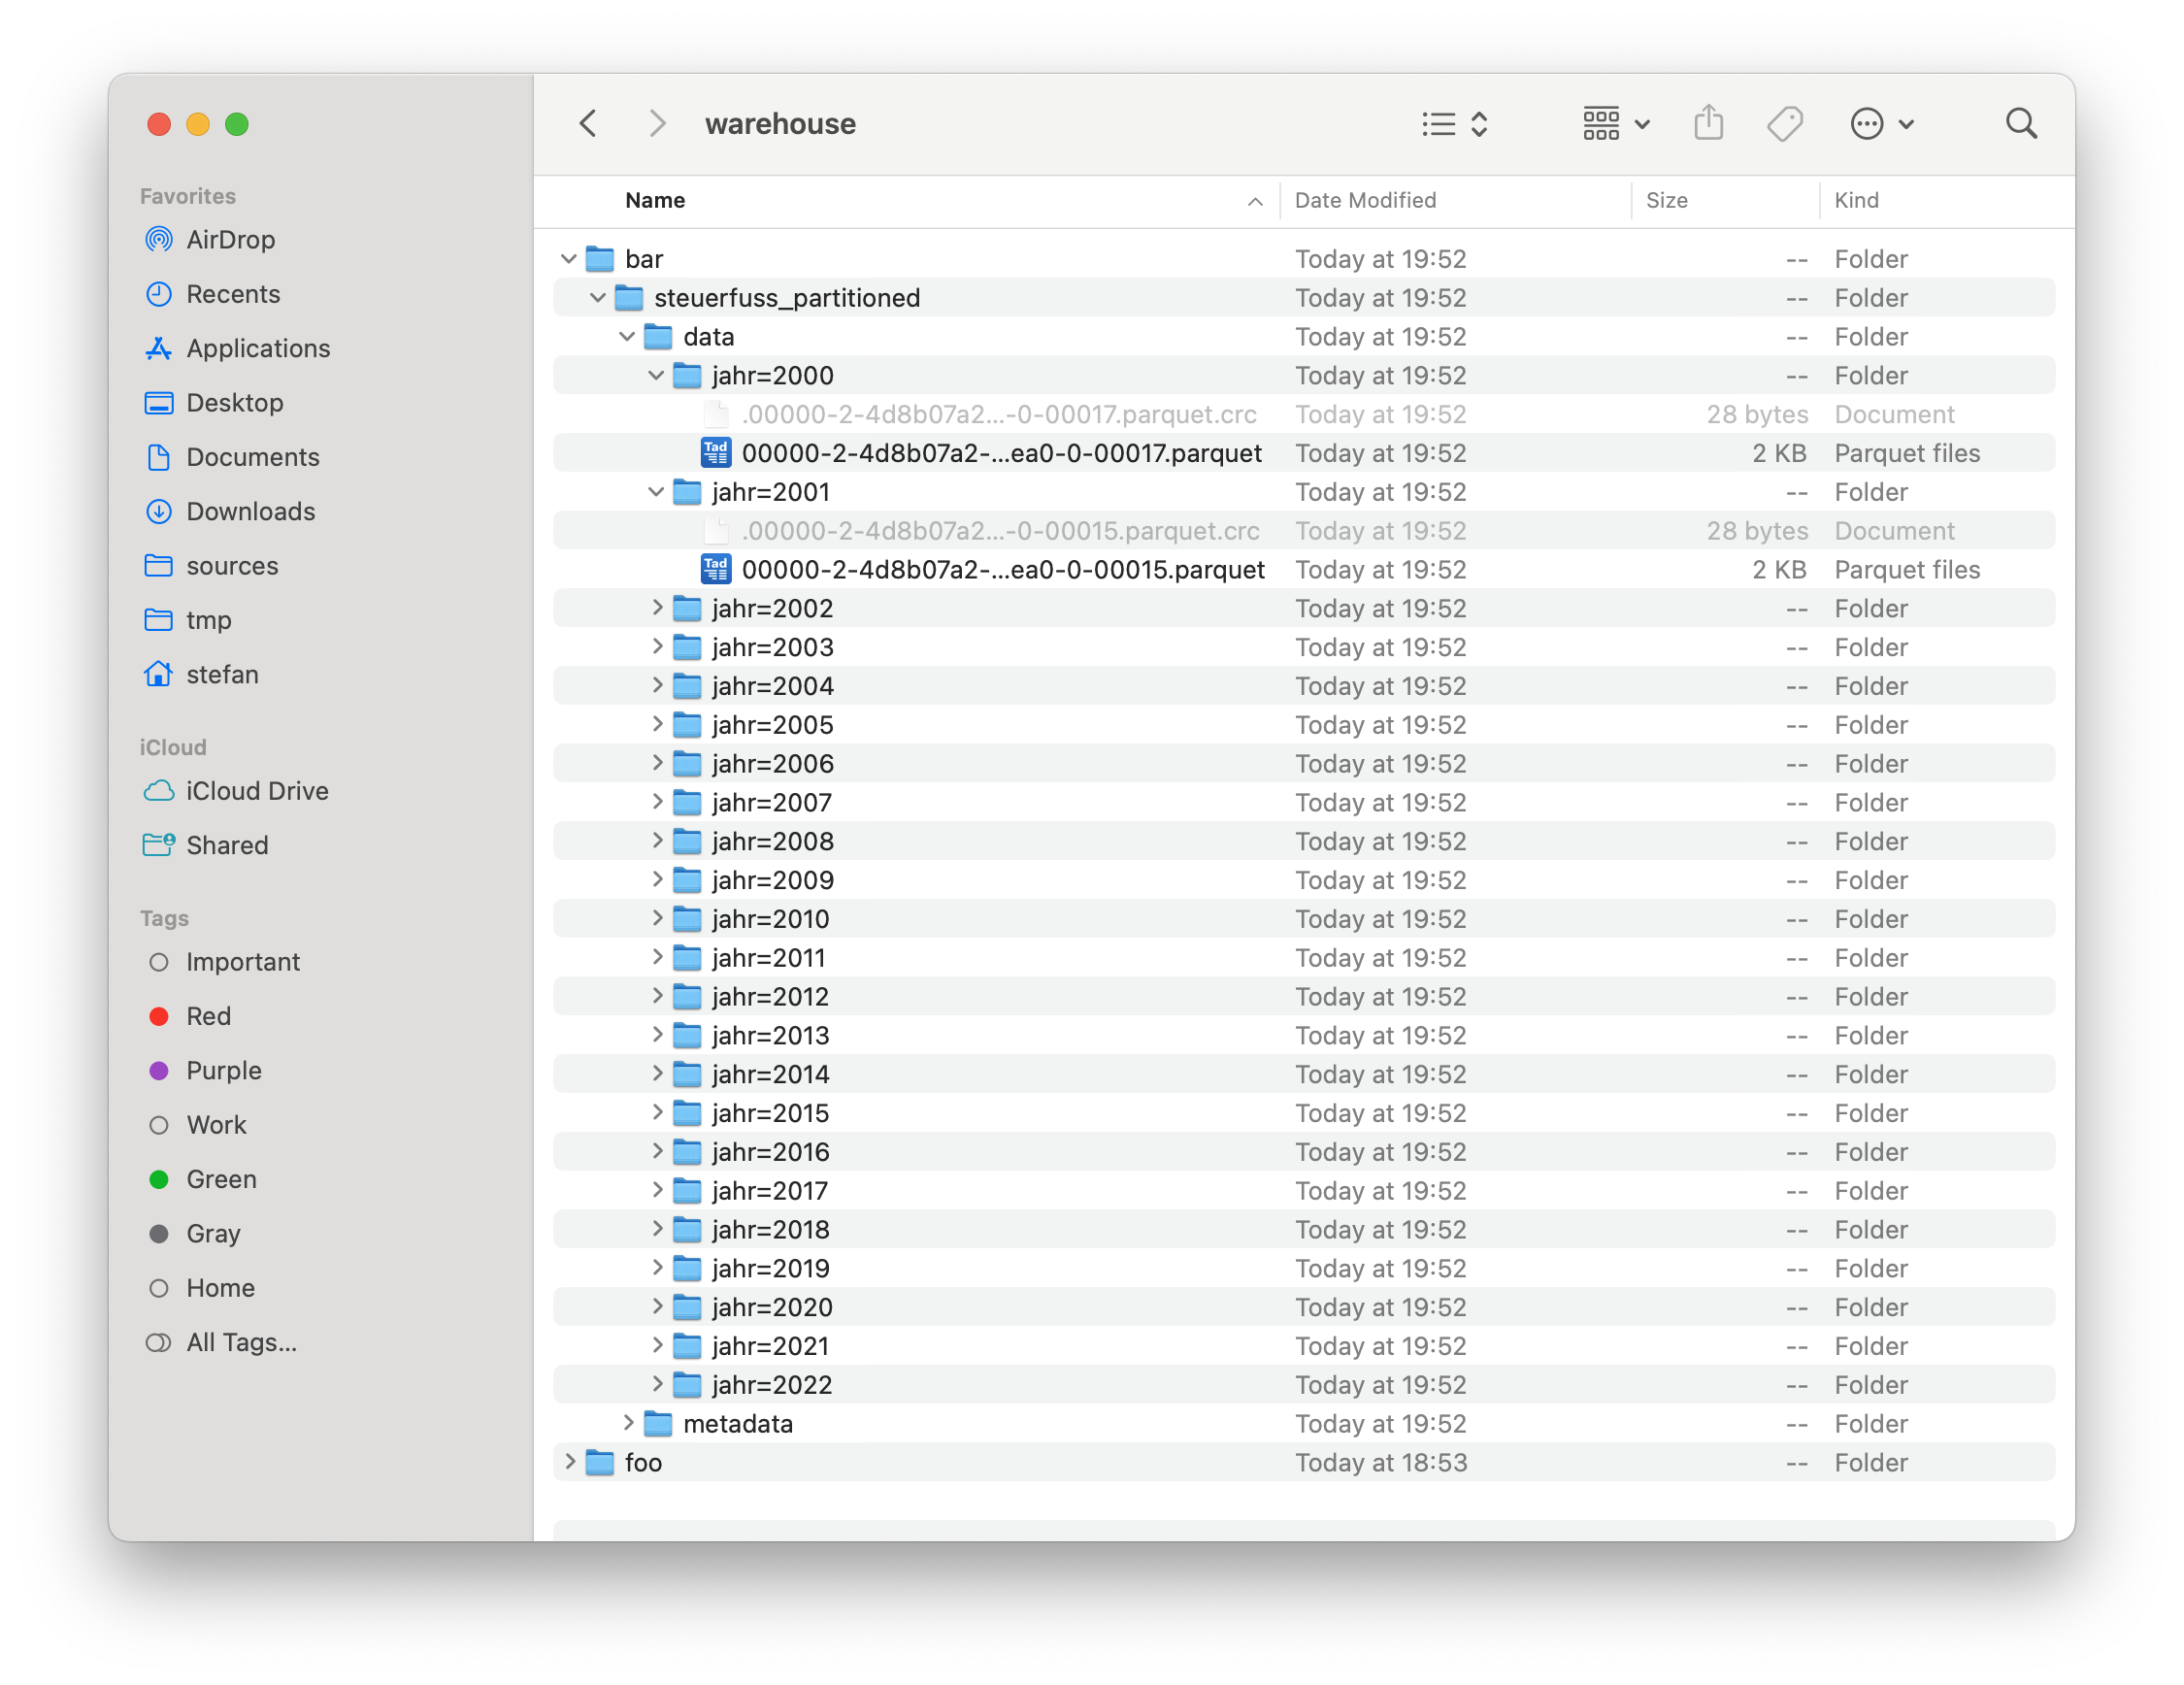 warehouse
Favorites
AirDrop
Recents
Applications
Desktop
Documents
Downloads
sources
tmp
stefan
iCloud
iCloud Drive
Shared
Tags
Important
Red
Purple
Work
Green
Gray
Home
All Tags...
Name Date Modified Size Kind
bar Today at 19:52 -- Folder
steuerfuss_partitioned Today at 19:52 -- Folder
data Today at 19:52 -- Folder
jahr=2000 Today at 19:52 -- Folder
.00000-2-4d8b07a2...-0-00017.parquet.crc Today at 19:52 28 bytes Document
Tad 00000-2-4d8b07a2-...ea0-0-00017.parquet Today at 19:52 2 KB Parquet files
jahr=2001 Today at 19:52 -- Folder
.00000-2-4d8b07a2...-0-00015.parquet.crc Today at 19:52 28 bytes Document
Tad 00000-2-4d8b07a2-...ea0-0-00015.parquet Today at 19:52 2 KB Parquet files
jahr=2002 Today at 19:52 -- Folder
jahr=2003 Today at 19:52 -- Folder
jahr=2004 Today at 19:52 -- Folder
jahr=2005 Today at 19:52 -- Folder
jahr=2006 Today at 19:52 -- Folder
jahr=2007 Today at 19:52 -- Folder
jahr=2008 Today at 19:52 -- Folder
jahr=2009 Today at 19:52 -- Folder
jahr=2010 Today at 19:52 -- Folder
jahr=2011 Today at 19:52 -- Folder
jahr=2012 Today at 19:52 -- Folder
jahr=2013 Today at 19:52 -- Folder
jahr=2014 Today at 19:52 -- Folder
jahr=2015 Today at 19:52 -- Folder
jahr=2016 Today at 19:52 -- Folder
jahr=2017 Today at 19:52 -- Folder
jahr=2018 Today at 19:52 -- Folder
jahr=2019 Today at 19:52 -- Folder
jahr=2020 Today at 19:52 -- Folder
jahr=2021 Today at 19:52 -- Folder
jahr=2022 Today at 19:52 -- Folder
metadata Today at 19:52 -- Folder
foo Today at 18:53 -- Folder